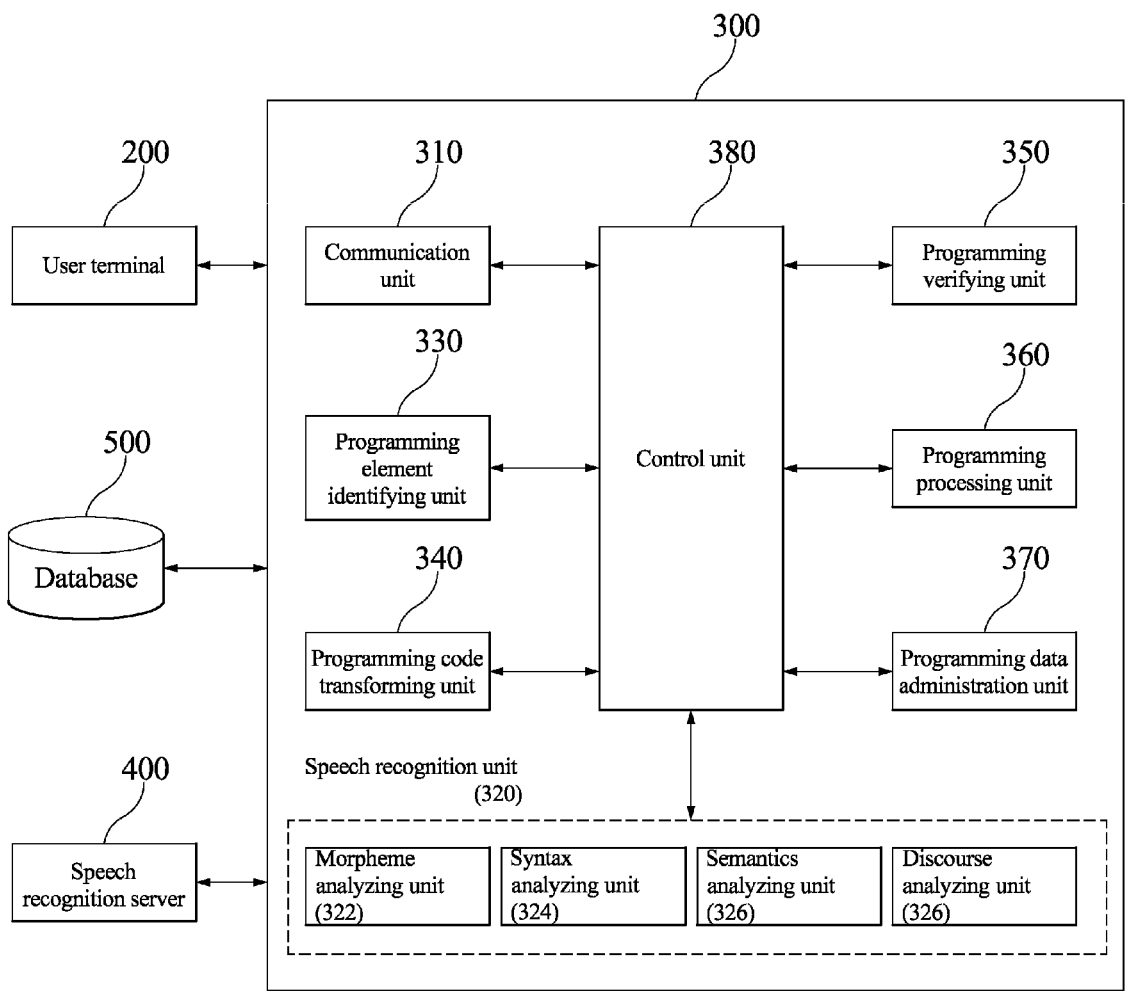 300
200
310
380
350
User terminal
Communication
unit
Programming
verifying unit
330
360
500
Programming
element
identifying unit
Control unit
Programming
processing unit
Database
340
370
Programming code
transforming unit
Programming data
administration unit
400
Speech recognition unit
(320)
Speech
recognition server
Morpheme
analyzing unit
(322)
Syntax
analyzing unit
(324)
Semantics
analyzing unit
(326)
Discourse
analyzing unit
(326)